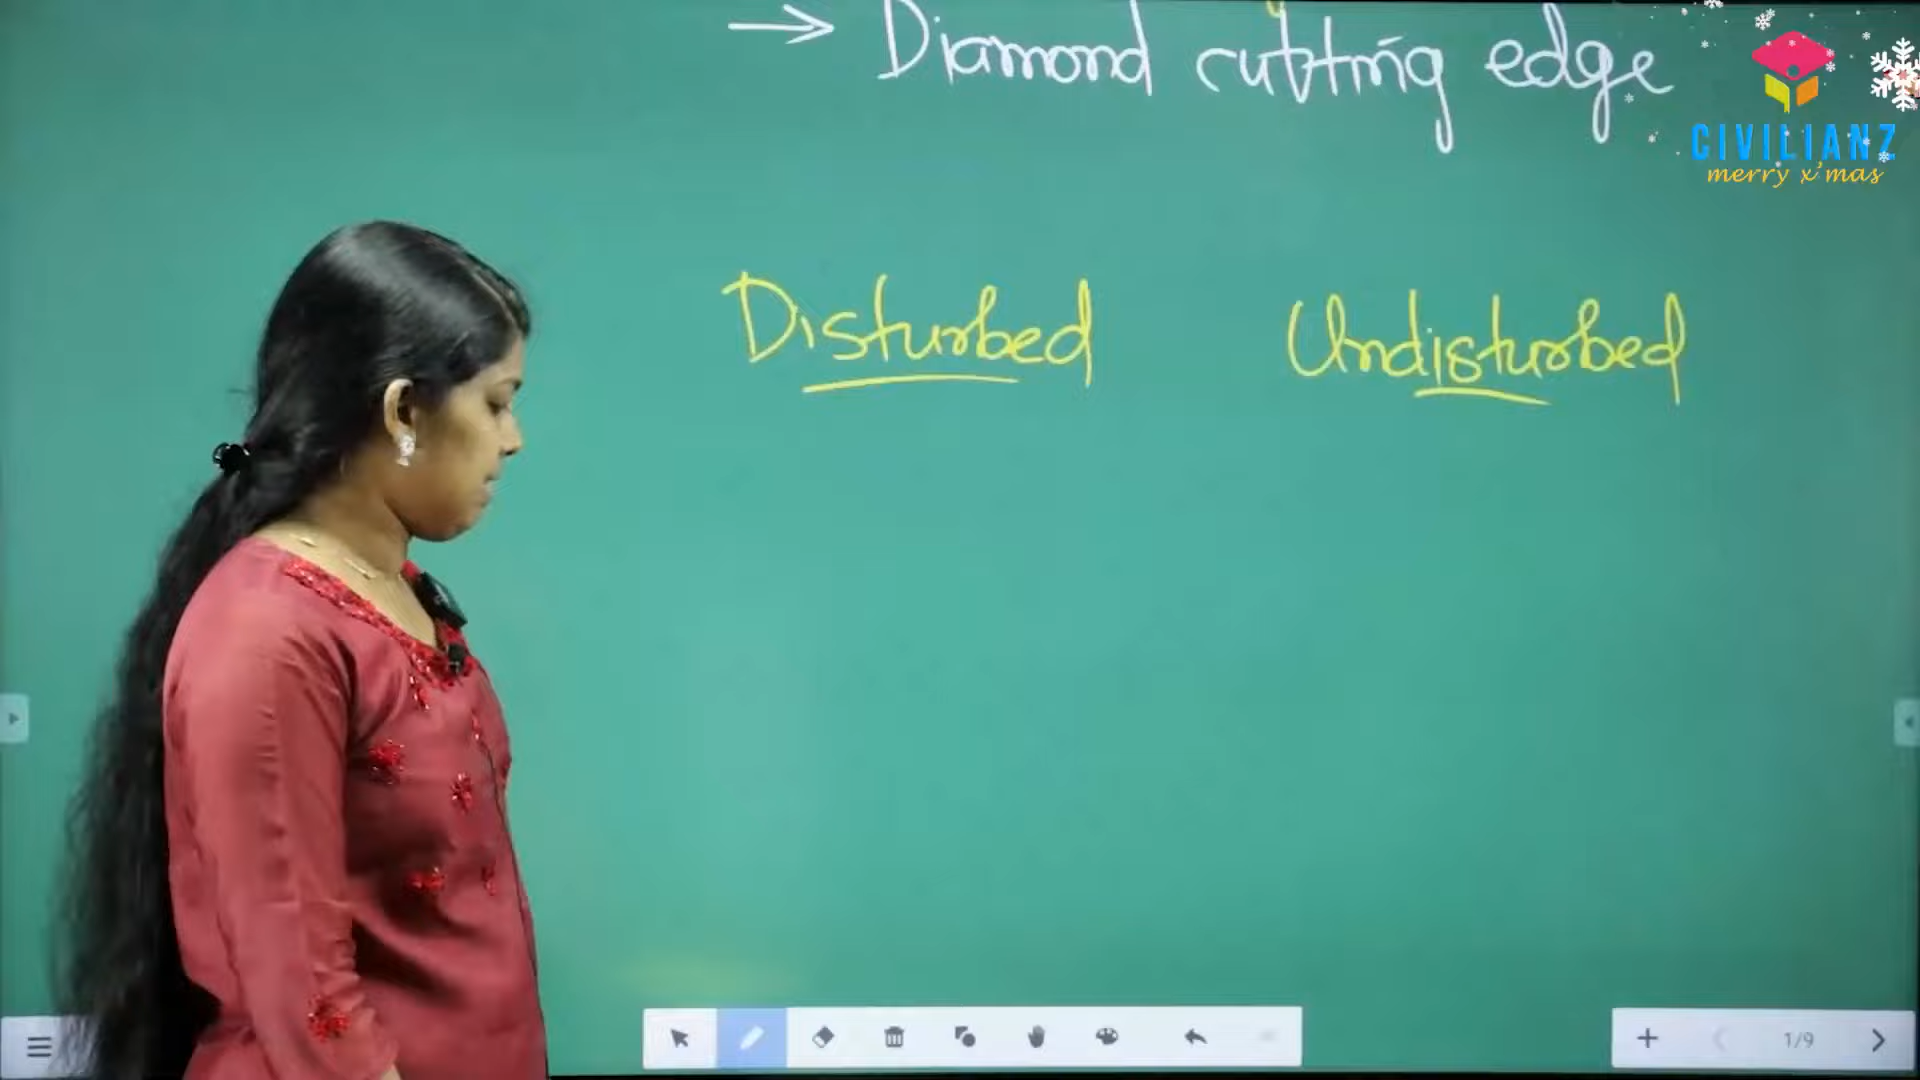 → Diamond cutting edge
CIVILIANZ
merry x'mas
Disturbed Undisturbed
1/9